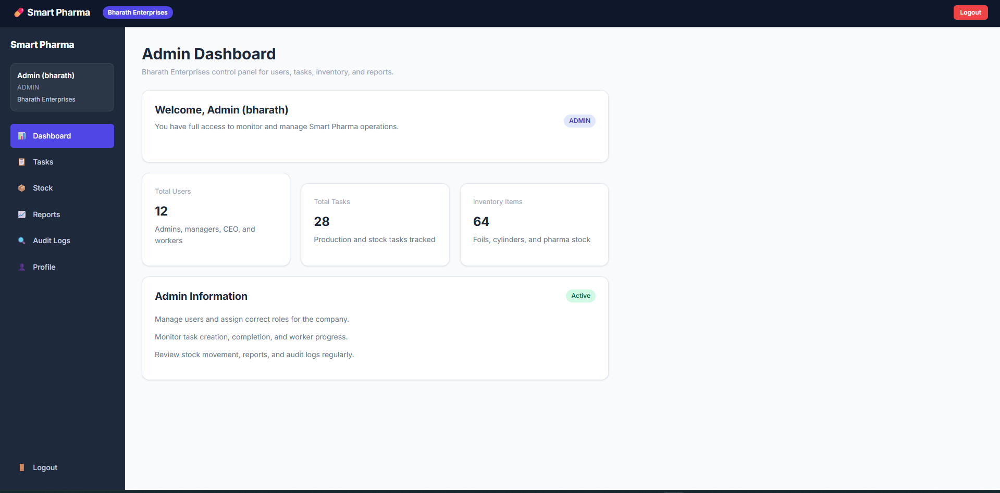 Smart Pharma
Bharath Enterprises
Logout
Smart Pharma
Admin (bharath)
ADMIN
Bharath Enterprises
Dashboard
Tasks
Stock
Reports
Audit Logs
Profile
Logout
Admin Dashboard
Bharath Enterprises control panel for users, tasks, inventory, and reports.
Welcome, Admin (bharath)
You have full access to monitor and manage Smart Pharma operations.
ADMIN
Total Users
12
Admins, managers, CEO, and
workers
Total Tasks
28
Production and stock tasks tracked
Inventory Items
64
Foils, cylinders, and pharma stock
Admin Information
Active
Manage users and assign correct roles for the company.
Monitor task creation, completion, and worker progress.
Review stock movement, reports, and audit logs regularly.